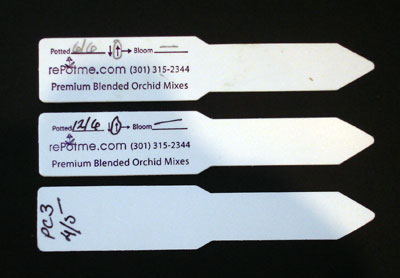 Potted 6/6 ↓↑→ Bloom —
rePotme.com (301) 315-2344
Premium Blended Orchid Mixes
Potted 12/6 ↓↑→ Bloom —
rePotme.com (301) 315-2344
Premium Blended Orchid Mixes
PC3
4/5